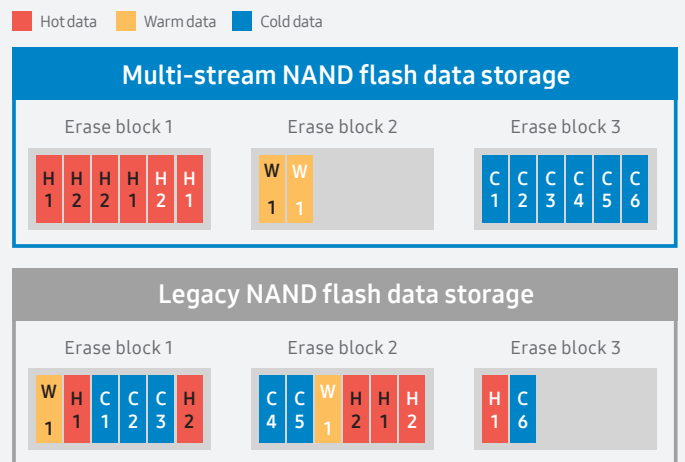 Hot data Warm data Cold data
Multi-stream NAND flash data storage
Erase block 1 Erase block 2 Erase block 3
H H H H H H W W C C C C C C
1 2 2 1 2 1 1 1 1 2 3 4 5 6
Legacy NAND flash data storage
Erase block 1 Erase block 2 Erase block 3
W H C C C H C C W H H H H C
1 1 1 2 3 2 4 5 1 2 1 2 1 6